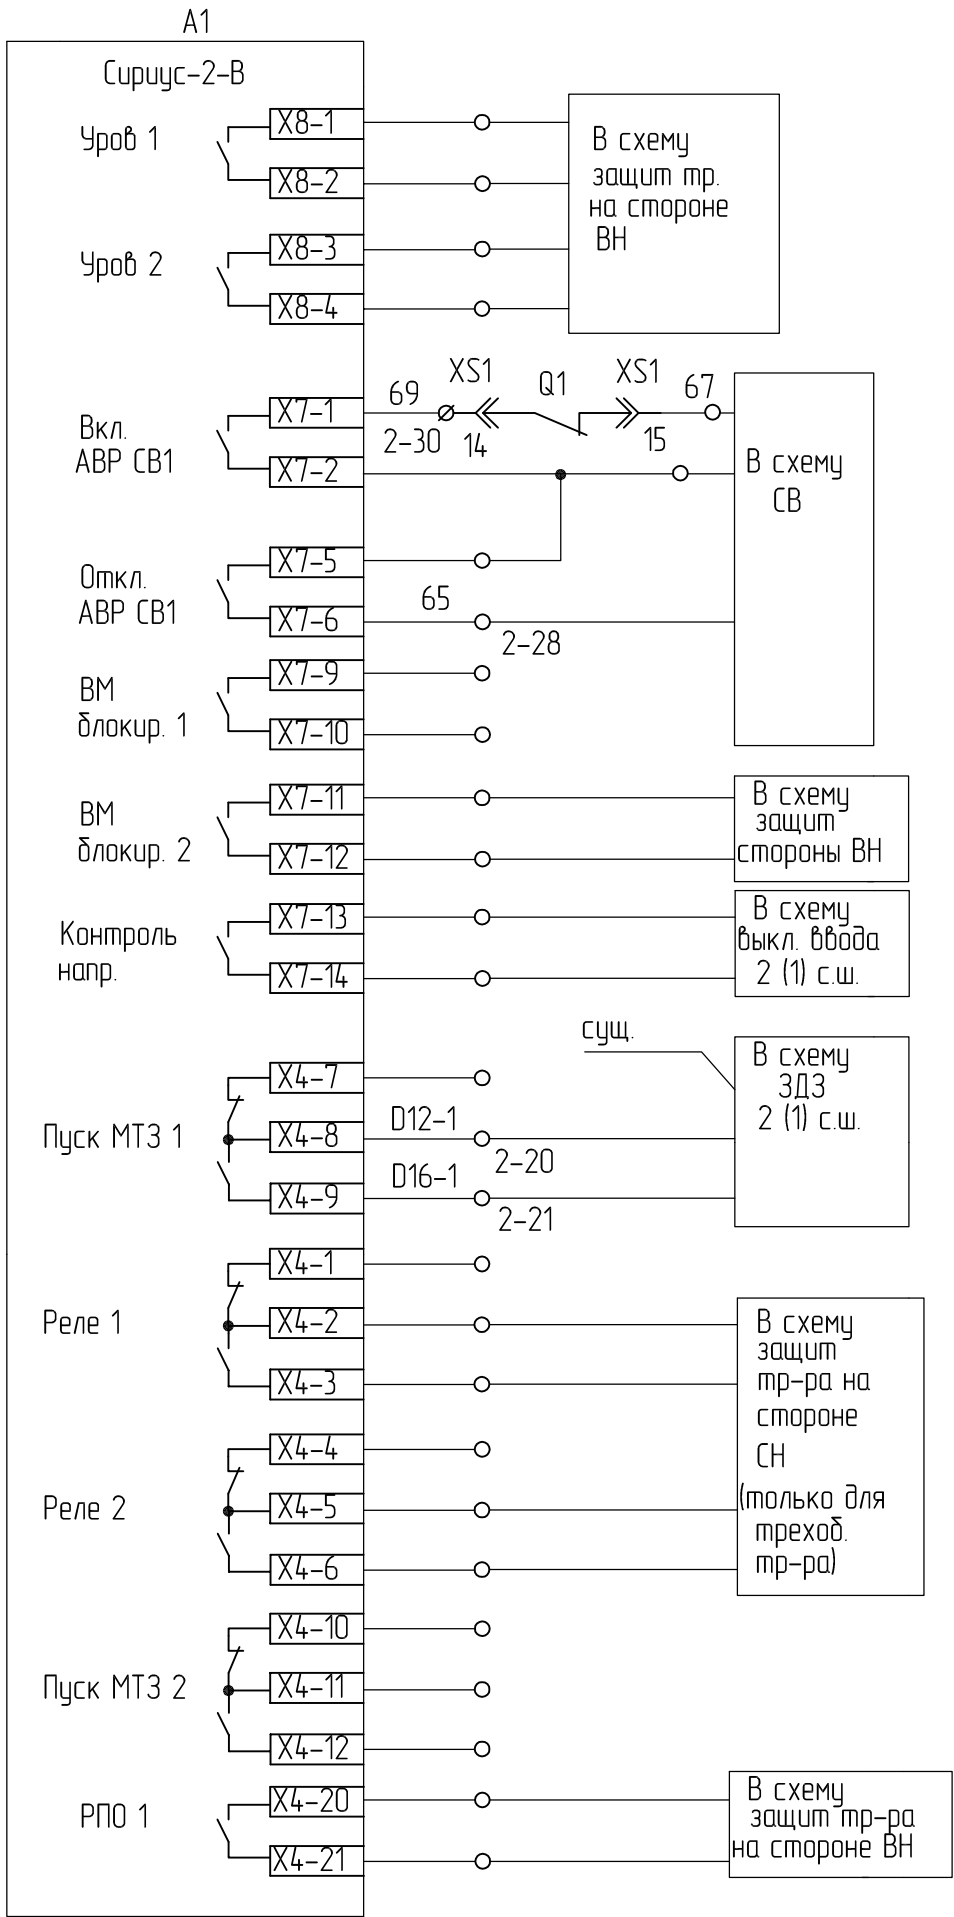 А1
Сириус-2-В
Уров 1
X8-1
X8-2
В схему
защит тр.
на стороне
ВН
Уров 2
X8-3
X8-4
Вкл.
АВР СВ1
X7-1
X7-2
69
2-30
XS1
14
Q1
XS1
15
67
В схему
СВ
Откл.
АВР СВ1
X7-5
X7-6
65
2-28
ВМ
блокир. 1
X7-9
X7-10
ВМ
блокир. 2
X7-11
X7-12
В схему
защит
стороны ВН
Контроль
напр.
X7-13
X7-14
В схему
выкл. ввода
2 (1) с.ш.
Пуск МТЗ 1
X4-7
X4-8
X4-9
D12-1
2-20
D16-1
2-21
сущ.
В схему
ЗДЗ
2 (1) с.ш.
Реле 1
X4-1
X4-2
X4-3
В схему
защит
тр-ра на
стороне
СН
(только для
трехоб.
тр-ра)
Реле 2
X4-4
X4-5
X4-6
Пуск МТЗ 2
X4-10
X4-11
X4-12
РПО 1
X4-20
X4-21
В схему
защит тр-ра
на стороне ВН